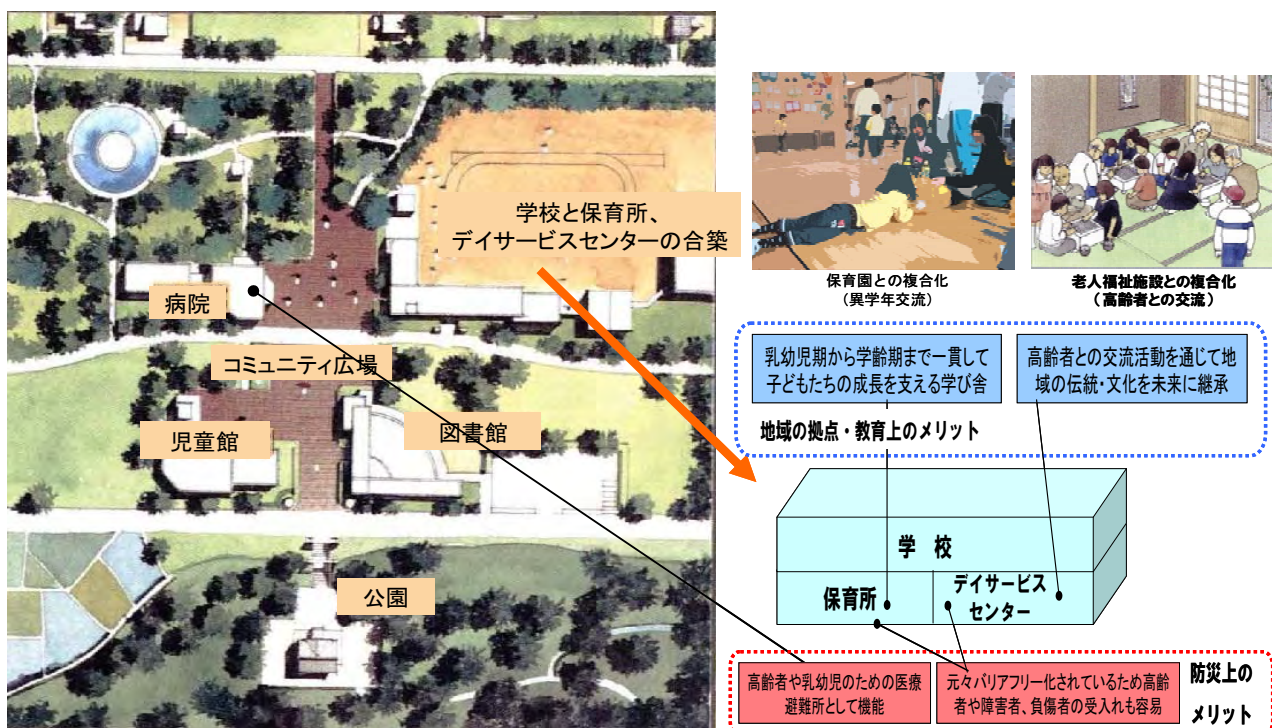 学校と保育所、
デイサービスセンターの合築
病院
コミュニティ広場
児童館
図書館
公園
保育園との複合化
（異学年交流）
老人福祉施設との複合化
（高齢者との交流）
乳幼児期から学齢期まで一貫して
子どもたちの成長を支える学び舎
高齢者との交流活動を通じて地
域の伝統・文化を未来に継承
地域の拠点・教育上のメリット
学 校
保育所
デイサービス
センター
高齢者や乳幼児のための医療
避難所として機能
元々バリアフリー化されているため高齢
者や障害者、負傷者の受入れも容易
防災上の
メリット